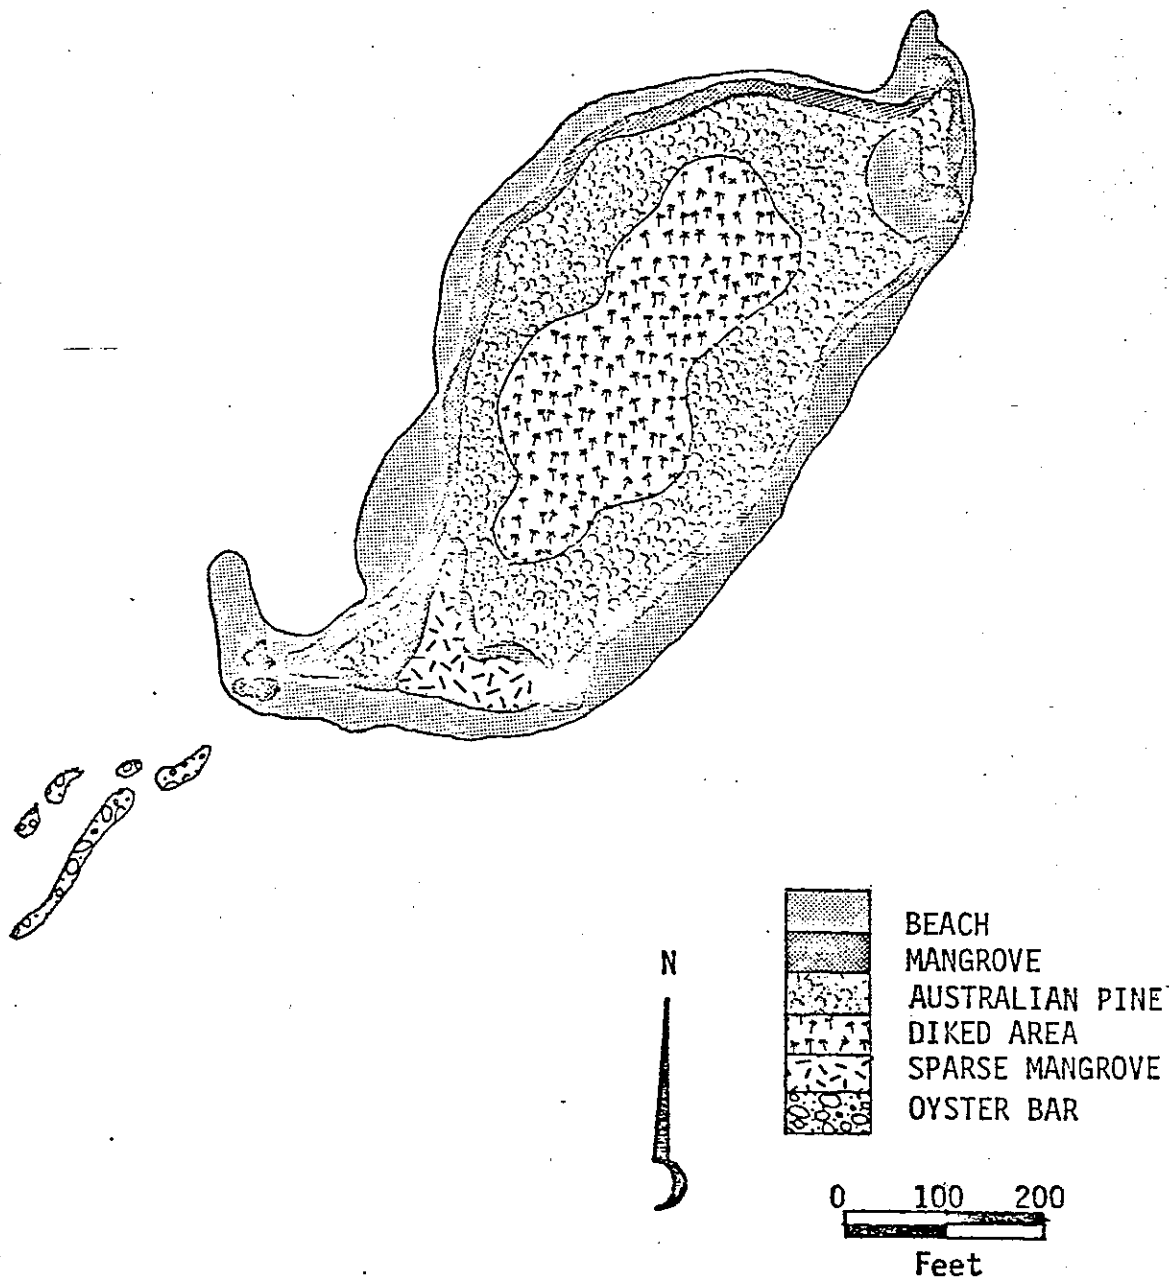 BEACH
N
MANGROVE
AUSTRALIAN PINE
DIKED AREA
SPARSE MANGROVE
OYSTER BAR
0 100 200
Feet